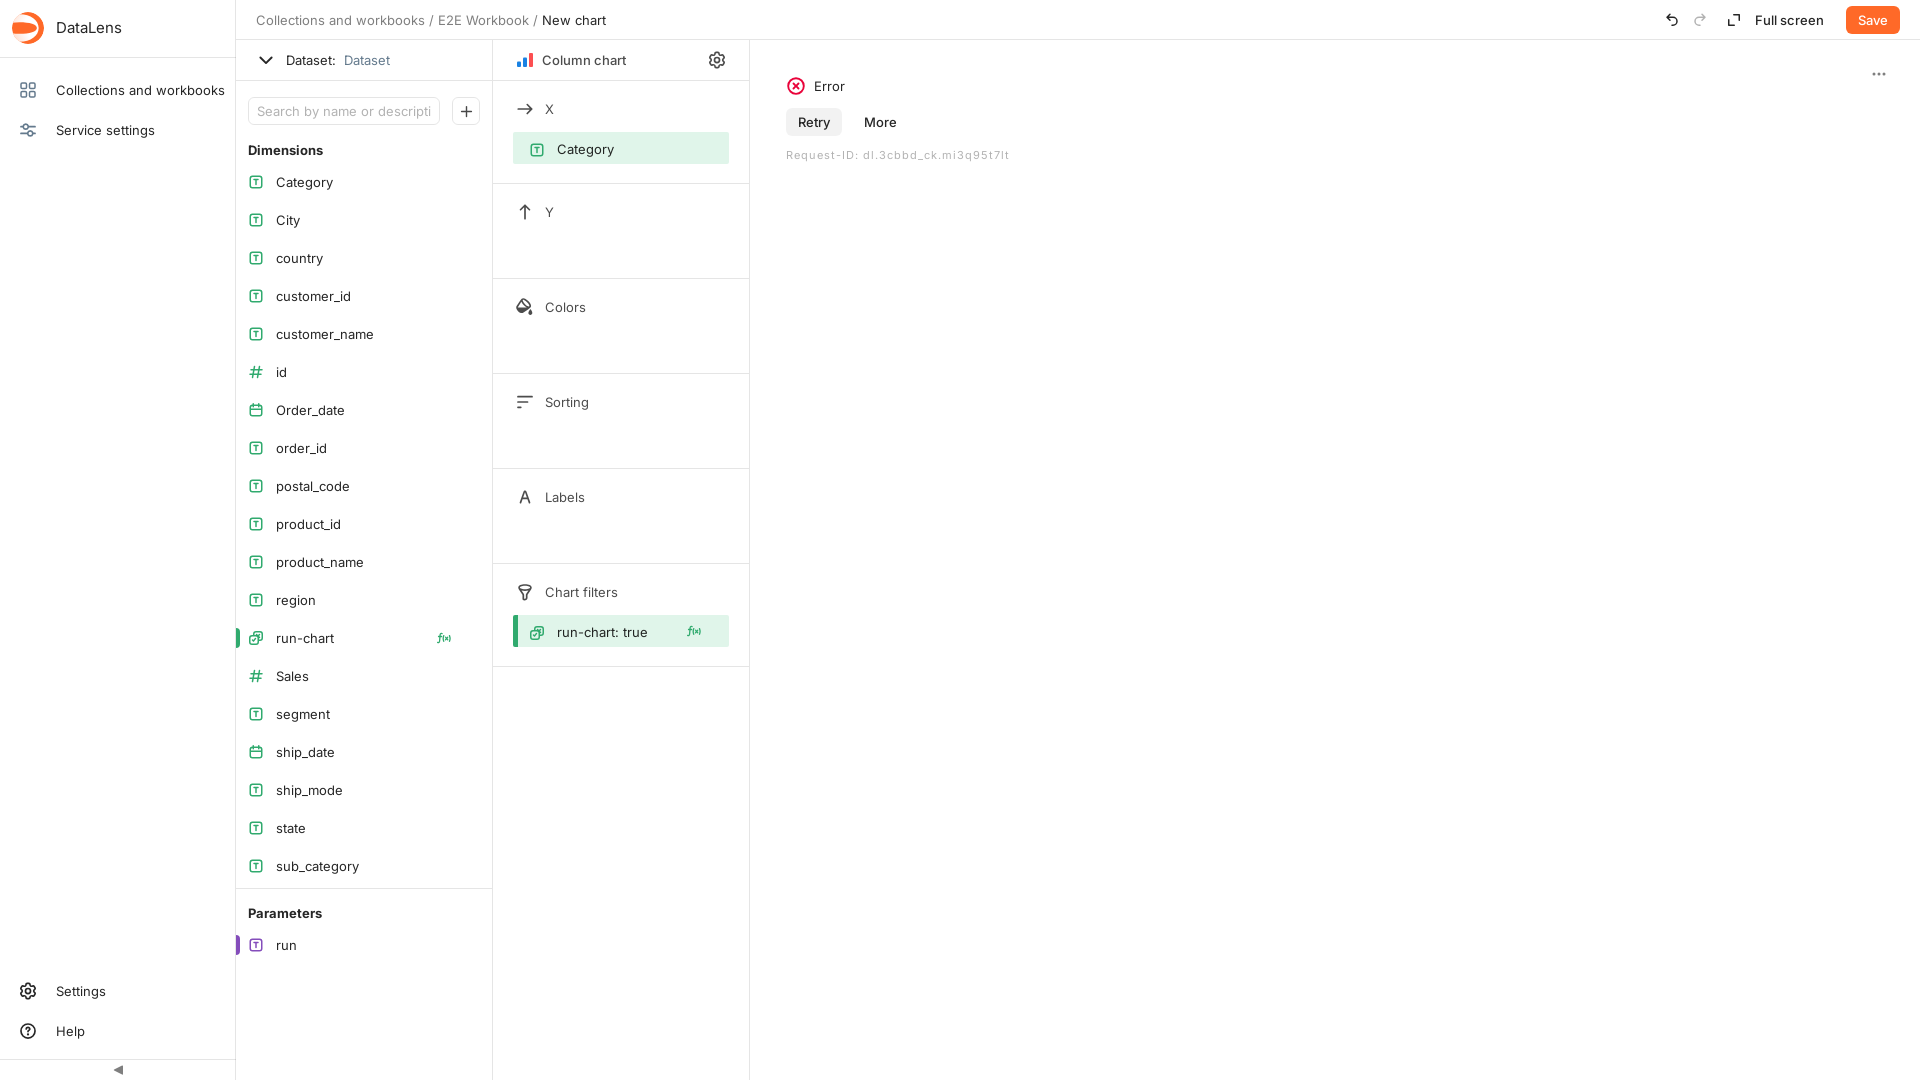 DataLens
Collections and workbooks
Service settings
Settings
Help
Collections and workbooks / E2E Workbook / New chart
Full screen
Save
Dataset: Dataset
Search by name or descripti
Dimensions
Category
City
country
customer_id
customer_name
id
Order_date
order_id
postal_code
product_id
product_name
region
run-chart
Sales
segment
ship_date
ship_mode
state
sub_category
Parameters
run
Column chart
X
Category
Y
Colors
Sorting
Labels
Chart filters
run-chart: true
Error
Retry
More
Request-ID: dl.3cbbd_ck.mi3q95t7lt